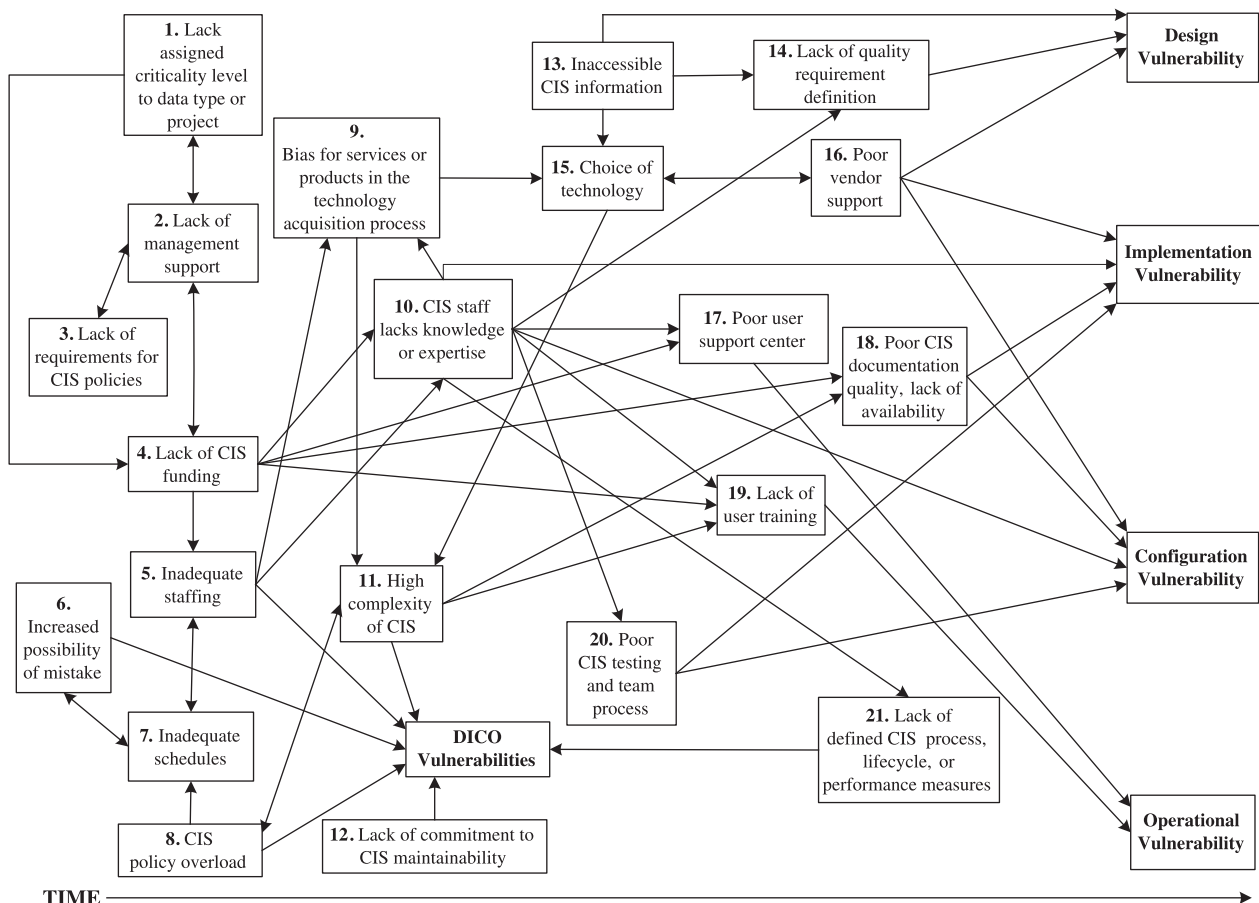 1. Lack
assigned
criticality level
to data type or
project
2. Lack of
management
support
3. Lack of
requirements for
CIS policies
4. Lack of CIS
funding
5. Inadequate
staffing
6.
Increased
possibility
of mistake
7. Inadequate
schedules
8. CIS
policy overload
9.
Bias for services or
products in the
technology
acquisition process
10. CIS staff
lacks knowledge
or expertise
11. High
complexity
of CIS
DICO
Vulnerabilities
12. Lack of commitment to
CIS maintainability
13. Inaccessible
CIS information
14. Lack of quality
requirement
definition
15. Choice of
technology
16. Poor
vendor
support
17. Poor user
support center
18. Poor CIS
documentation
quality, lack of
availability
19. Lack of
user training
20. Poor
CIS testing
and team
process
21. Lack of
defined CIS process,
lifecycle, or
performance measures
Design
Vulnerability
Implementation
Vulnerability
Configuration
Vulnerability
Operational
Vulnerability
TIME